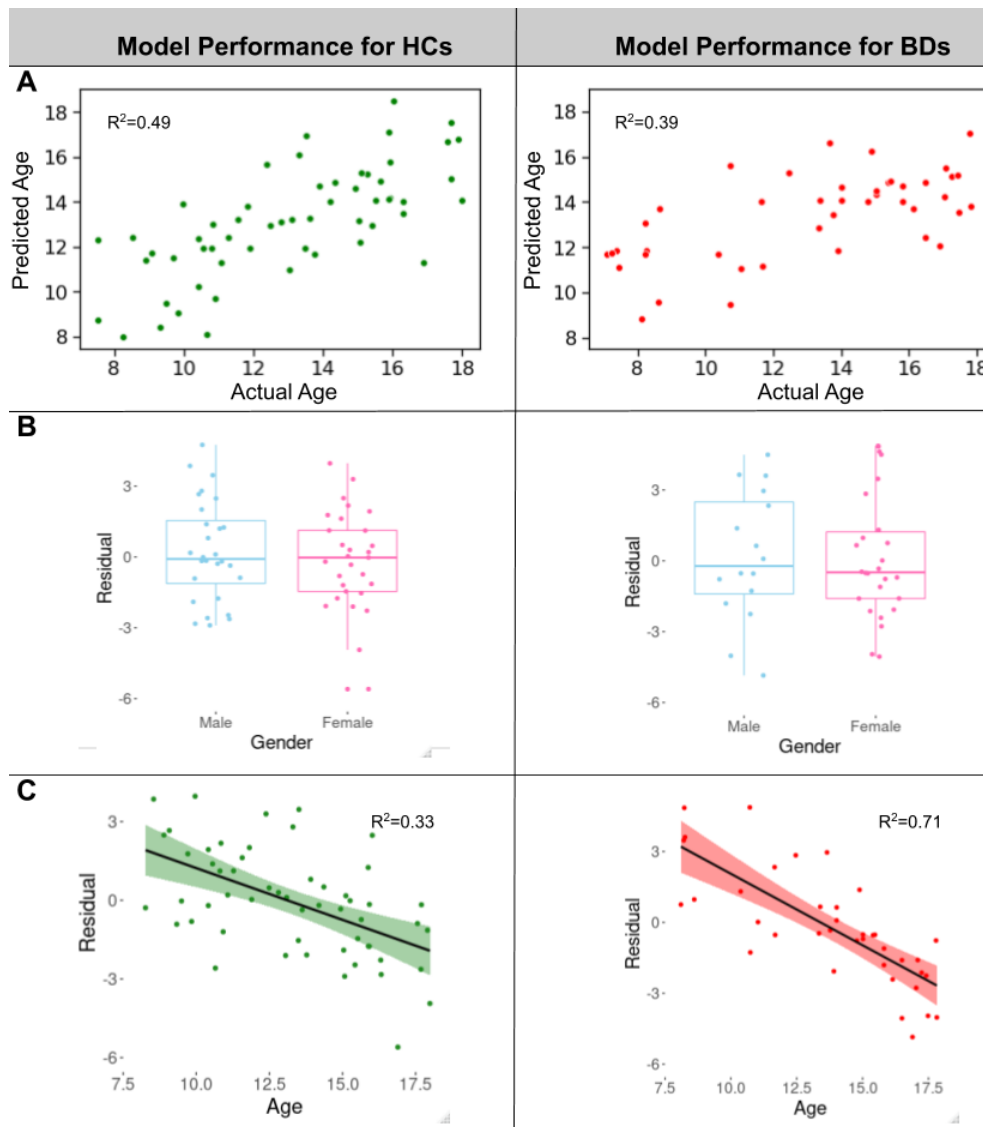 Model Performance for HCs
Model Performance for BDs
A
R²=0.49
Predicted Age
18
16
14
12
10
8
8
10
12
14
16
18
Actual Age
R²=0.39
Predicted Age
18
16
14
12
10
8
8
10
12
14
16
18
Actual Age
B
Residual
3
0
-3
-6
Male
Female
Gender
Residual
3
0
-3
-6
Male
Female
Gender
C
R²=0.33
Residual
3
0
-3
-6
7.5
10.0
12.5
15.0
17.5
Age
R²=0.71
Residual
3
0
-3
-6
7.5
10.0
12.5
15.0
17.5
Age